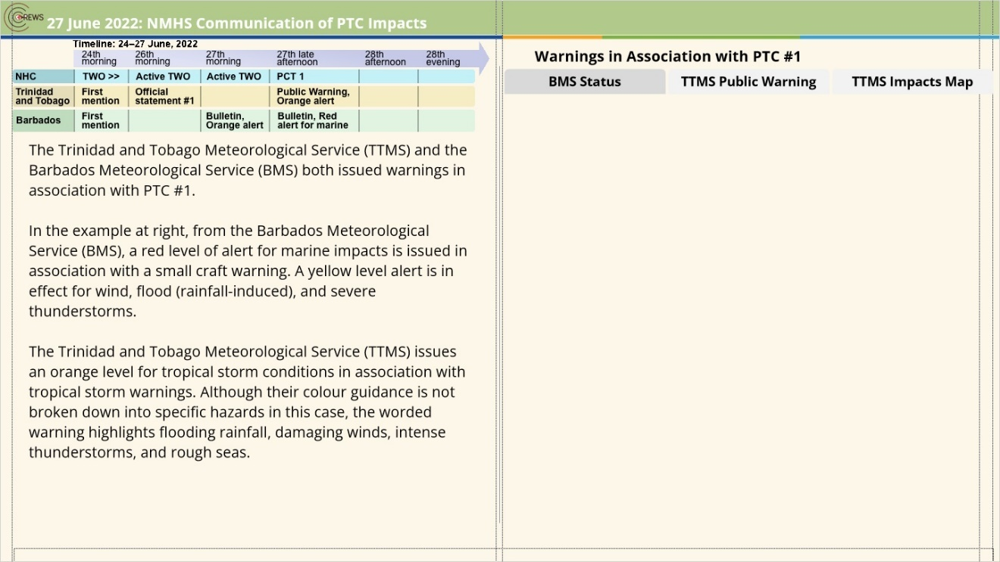 CREWS
27 June 2022: NMHS Communication of PTC Impacts
Timeline: 24–27 June, 2022
24th morning
26th morning
27th morning
27th late afternoon
28th afternoon
28th evening
NHC
TWO >>
Active TWO
Active TWO
PCT 1
Trinidad and Tobago
First mention
Official statement #1
Public Warning, Orange alert
Barbados
First mention
Bulletin, Orange alert
Bulletin, Red alert for marine
The Trinidad and Tobago Meteorological Service (TTMS) and the
Barbados Meteorological Service (BMS) both issued warnings in
association with PTC #1.
In the example at right, from the Barbados Meteorological
Service (BMS), a red level of alert for marine impacts is issued in
association with a small craft warning. A yellow level alert is in
effect for wind, flood (rainfall-induced), and severe
thunderstorms.
The Trinidad and Tobago Meteorological Service (TTMS) issues
an orange level for tropical storm conditions in association with
tropical storm warnings. Although their colour guidance is not
broken down into specific hazards in this case, the worded
warning highlights flooding rainfall, damaging winds, intense
thunderstorms, and rough seas.
Warnings in Association with PTC #1
BMS Status
TTMS Public Warning
TTMS Impacts Map